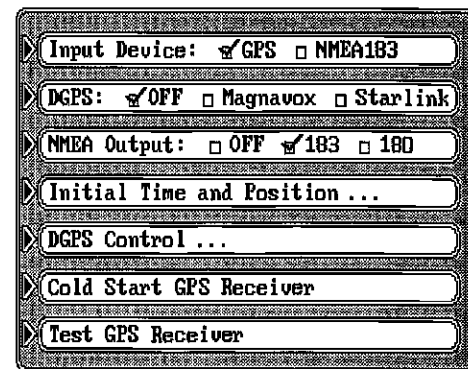 Input Device: GPS NMEA183
DGPS: OFF Magnavox Starlink
NMEA Output: OFF 183 180
Initial Time and Position ...
DGPS Control ...
Cold Start GPS Receiver
Test GPS Receiver